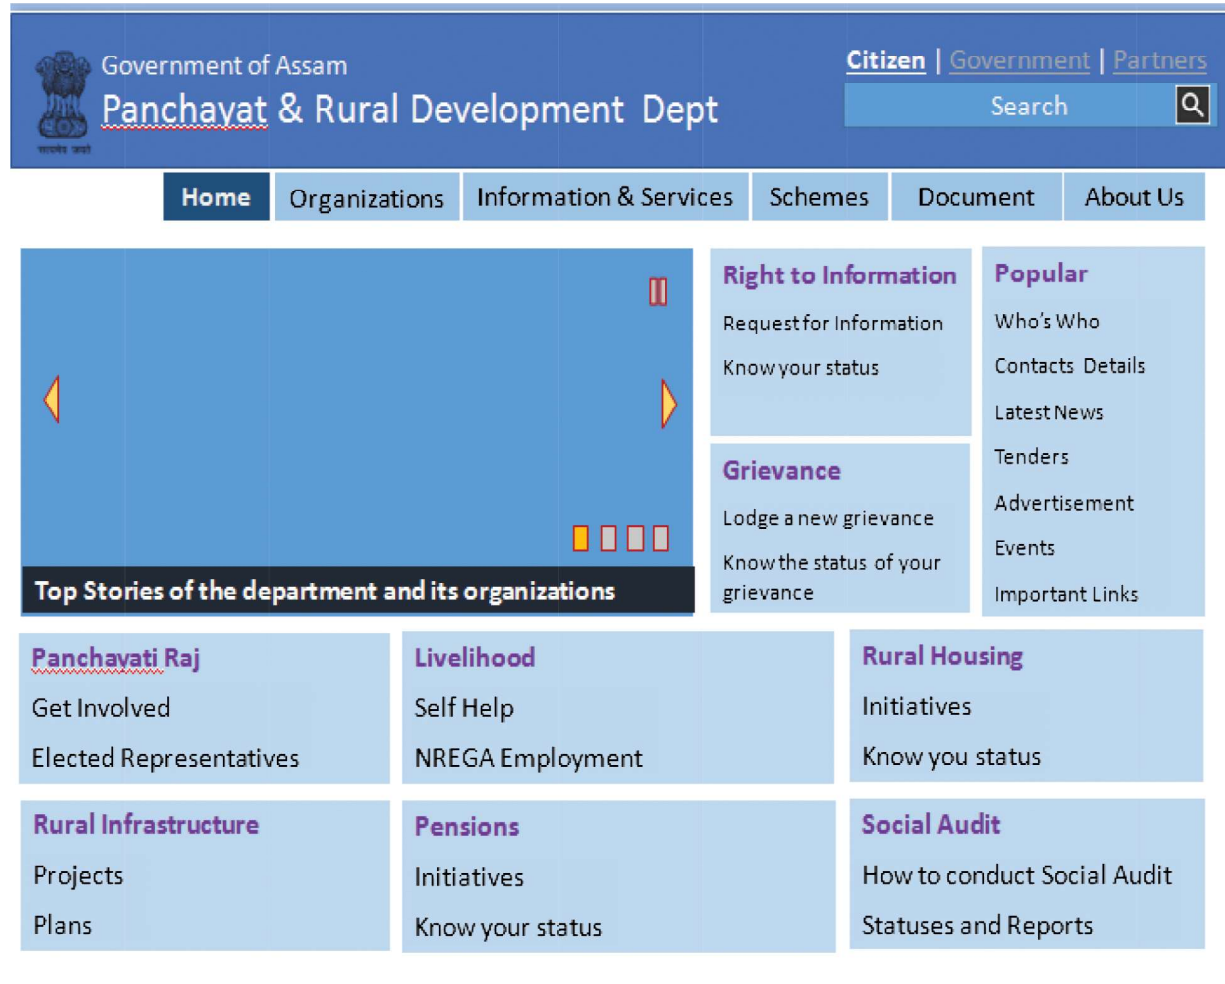 Government of Assam
Panchayat & Rural Development Dept
Citizen | Government | Partners
Search
सत्यमेव जयते
Home Organizations Information & Services Schemes Document About Us
Right to Information
Request for Information
Know your status
Grievance
Lodge a new grievance
Know the status of your
grievance
Popular
Who's Who
Contacts Details
Latest News
Tenders
Advertisement
Events
Important Links
Top Stories of the department and its organizations
Panchayati Raj
Get Involved
Elected Representatives
Livelihood
Self Help
NREGA Employment
Rural Housing
Initiatives
Know you status
Rural Infrastructure
Projects
Plans
Pensions
Initiatives
Know your status
Social Audit
How to conduct Social Audit
Statuses and Reports